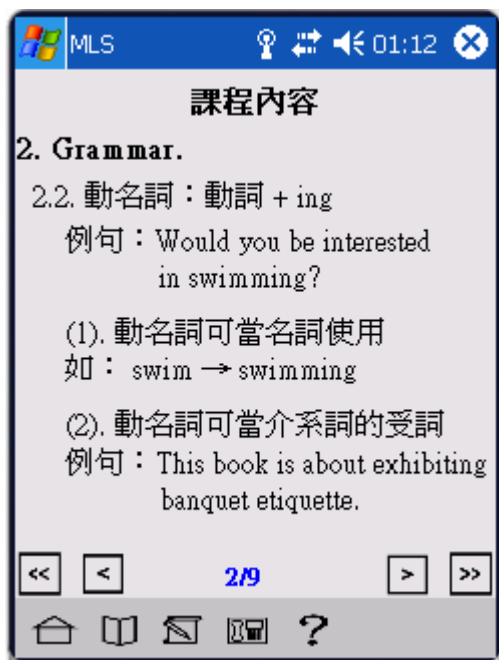 MLS 01:12
課程內容
2. Grammar.
2.2. 動名詞：動詞 + ing
例句：Would you be interested
in swimming?
(1). 動名詞可當名詞使用
如： swim → swimming
(2). 動名詞可當介系詞的受詞
例句：This book is about exhibiting
banquet etiquette.
<< < 2/9 > >>
?